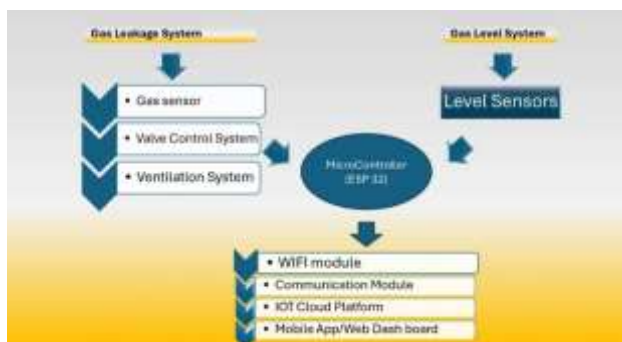 Gas Leakage System
Gas Level System
• Gas sensor
• Valve Control System
• Ventilation System
Level Sensors
MicroController
(ESP 32)
• WIFI module
• Communication Module
• IOT Cloud Platform
• Mobile App/Web Dash board